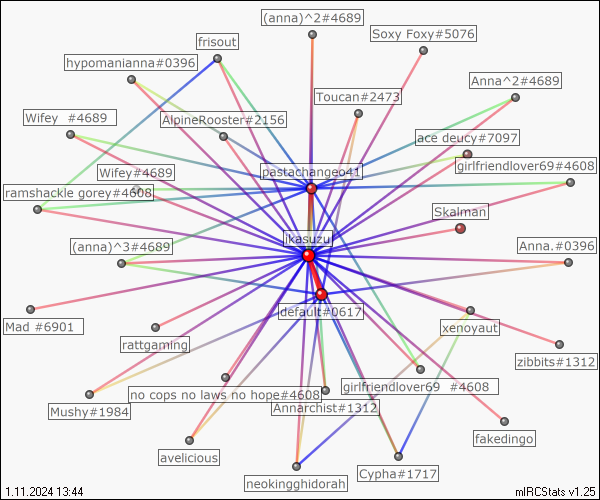 (anna)^2#4689
Soxy Foxy#5076
frisout
hypomanianna#0396
Anna^2#4689
Toucan#2473
Wifey  #4689
AlpineRooster#2156
ace deucy#7097
girlfriendlover69#4608
pastachangeo41
Wifey#4689
ramshackle gorey#4608
Skalman
ikasuzu
(anna)^3#4689
Anna.#0396
default#0617
Mad #6901
xenoyaut
rattgaming
zibbits#1312
girlfriendlover69  #4608
no cops no laws no hope#4608
Annarchist#1312
Mushy#1984
fakedingo
avelicious
Cypha#1717
neokingghidorah
1.11.2024 13:44
mIRCStats v1.25